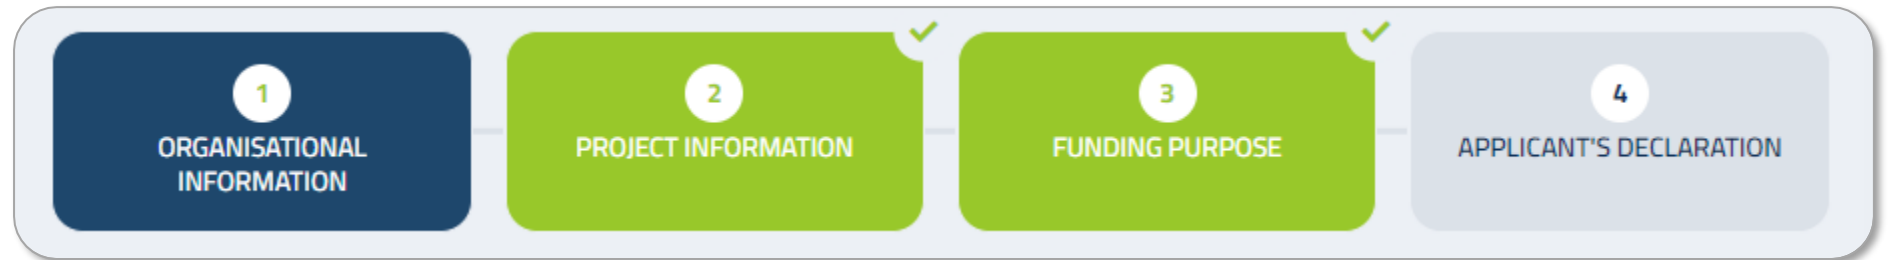 1
ORGANISATIONAL
INFORMATION
2
PROJECT INFORMATION
3
FUNDING PURPOSE
4
APPLICANT'S DECLARATION